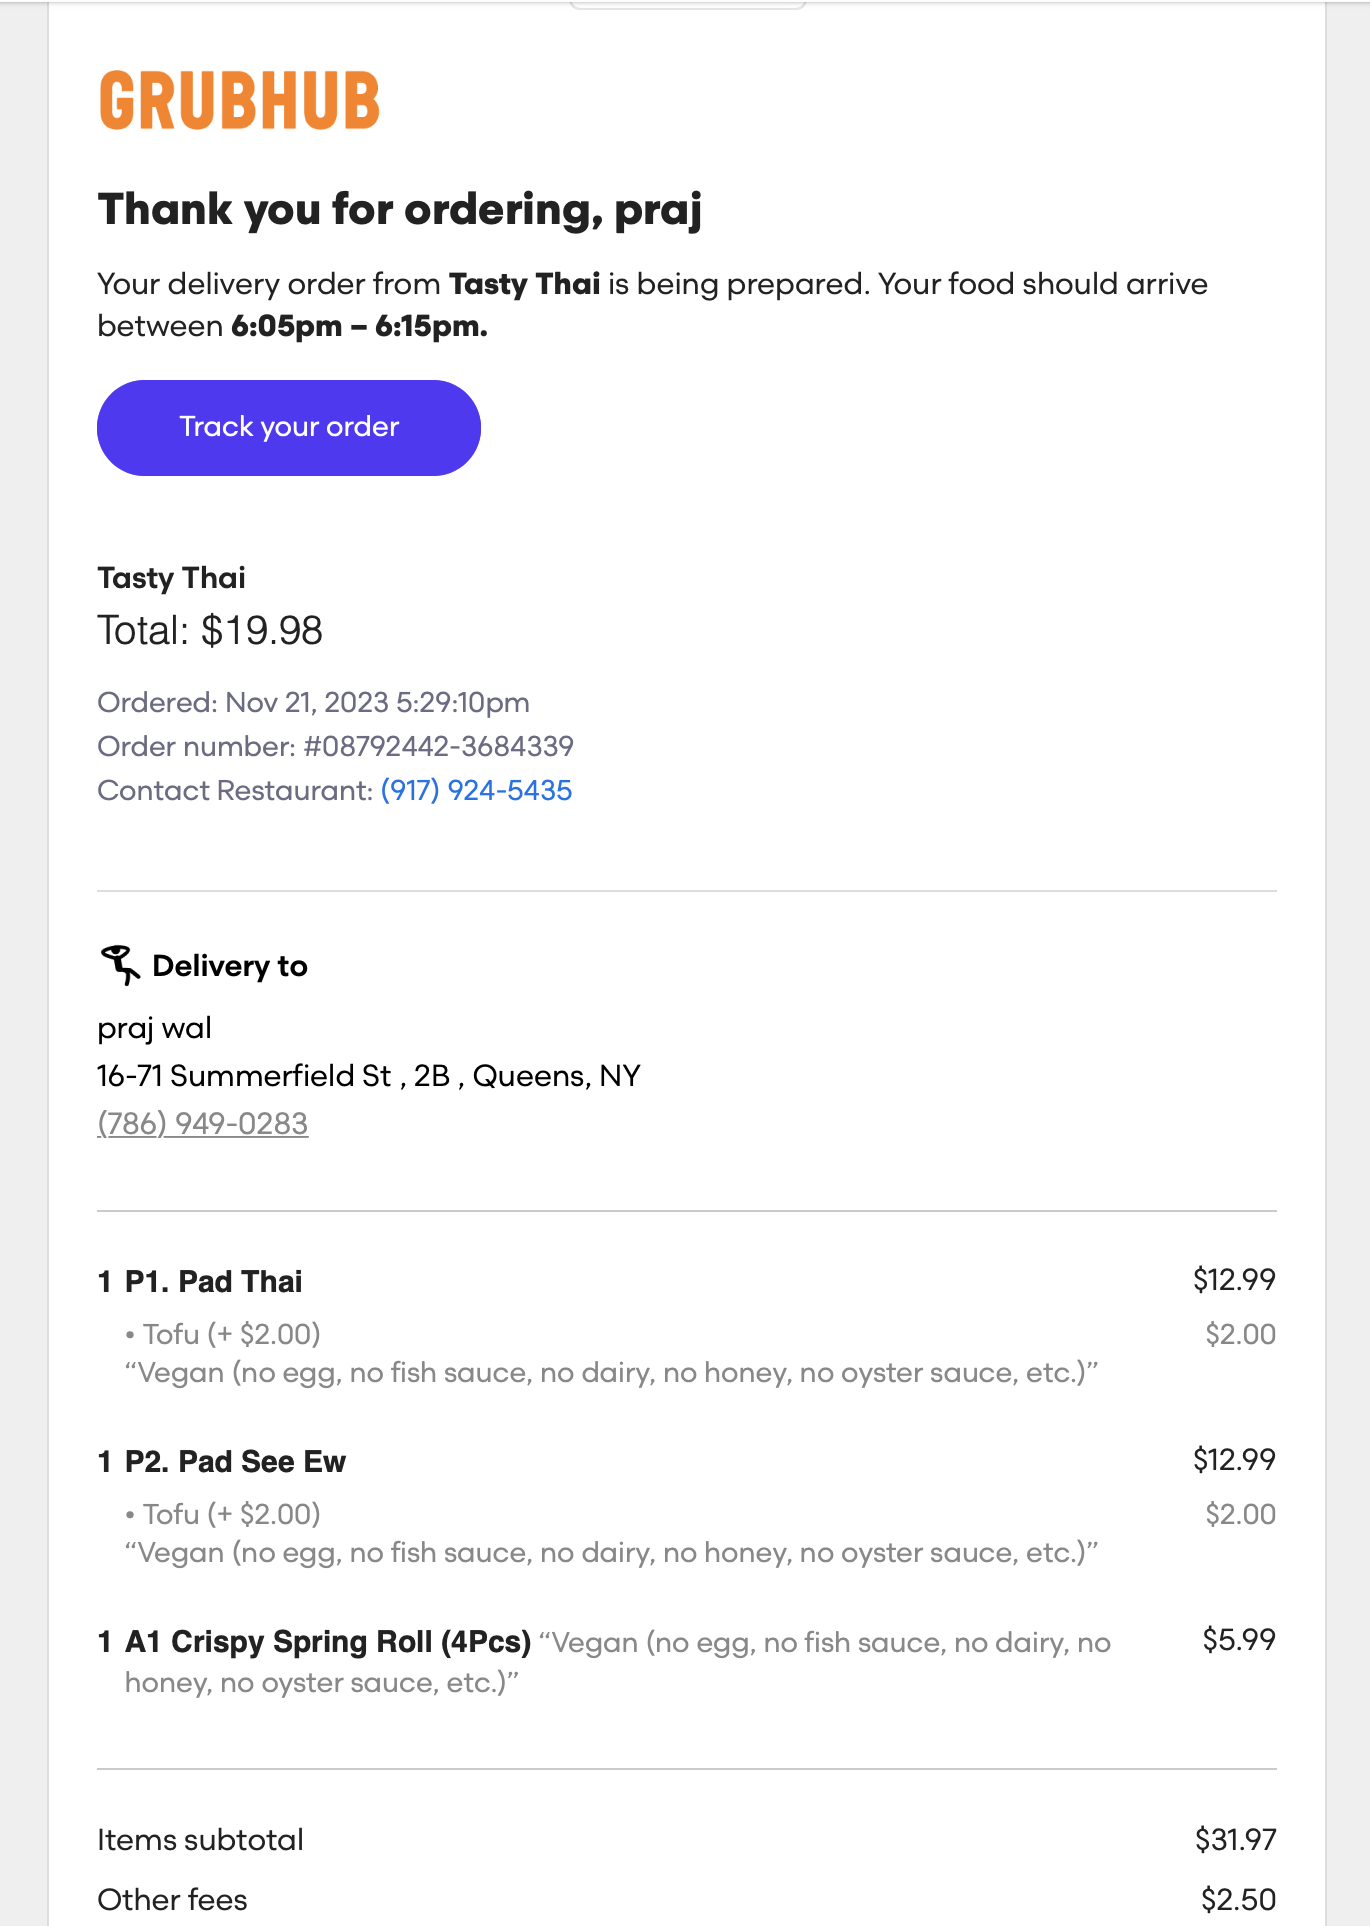 GRUBHUB
Thank you for ordering, praj
Your delivery order from Tasty Thai is being prepared. Your food should arrive
between 6:05pm – 6:15pm.
Track your order
Tasty Thai
Total: $19.98
Ordered: Nov 21, 2023 5:29:10pm
Order number: #08792442-3684339
Contact Restaurant: (917) 924-5435
Delivery to
praj wal
16-71 Summerfield St , 2B , Queens, NY
(786) 949-0283
1 P1. Pad Thai $12.99
• Tofu (+ $2.00) $2.00
“Vegan (no egg, no fish sauce, no dairy, no honey, no oyster sauce, etc.)”
1 P2. Pad See Ew $12.99
• Tofu (+ $2.00) $2.00
“Vegan (no egg, no fish sauce, no dairy, no honey, no oyster sauce, etc.)”
1 A1 Crispy Spring Roll (4Pcs) “Vegan (no egg, no fish sauce, no dairy, no $5.99
honey, no oyster sauce, etc.)”
Items subtotal $31.97
Other fees $2.50